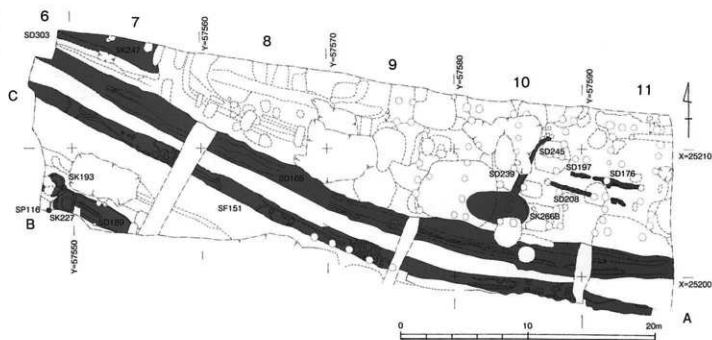 6
7
8
9
10
11
SD303
SK247
Y=57560
Y=57570
Y=57580
Y=57590
C
SD245
X=25210
SK193
SD239
SD197
SD176
SD208
SP116
SK227
SD189
SF151
SK266B
B
Y=57550
X=25200
A
0
10
20m